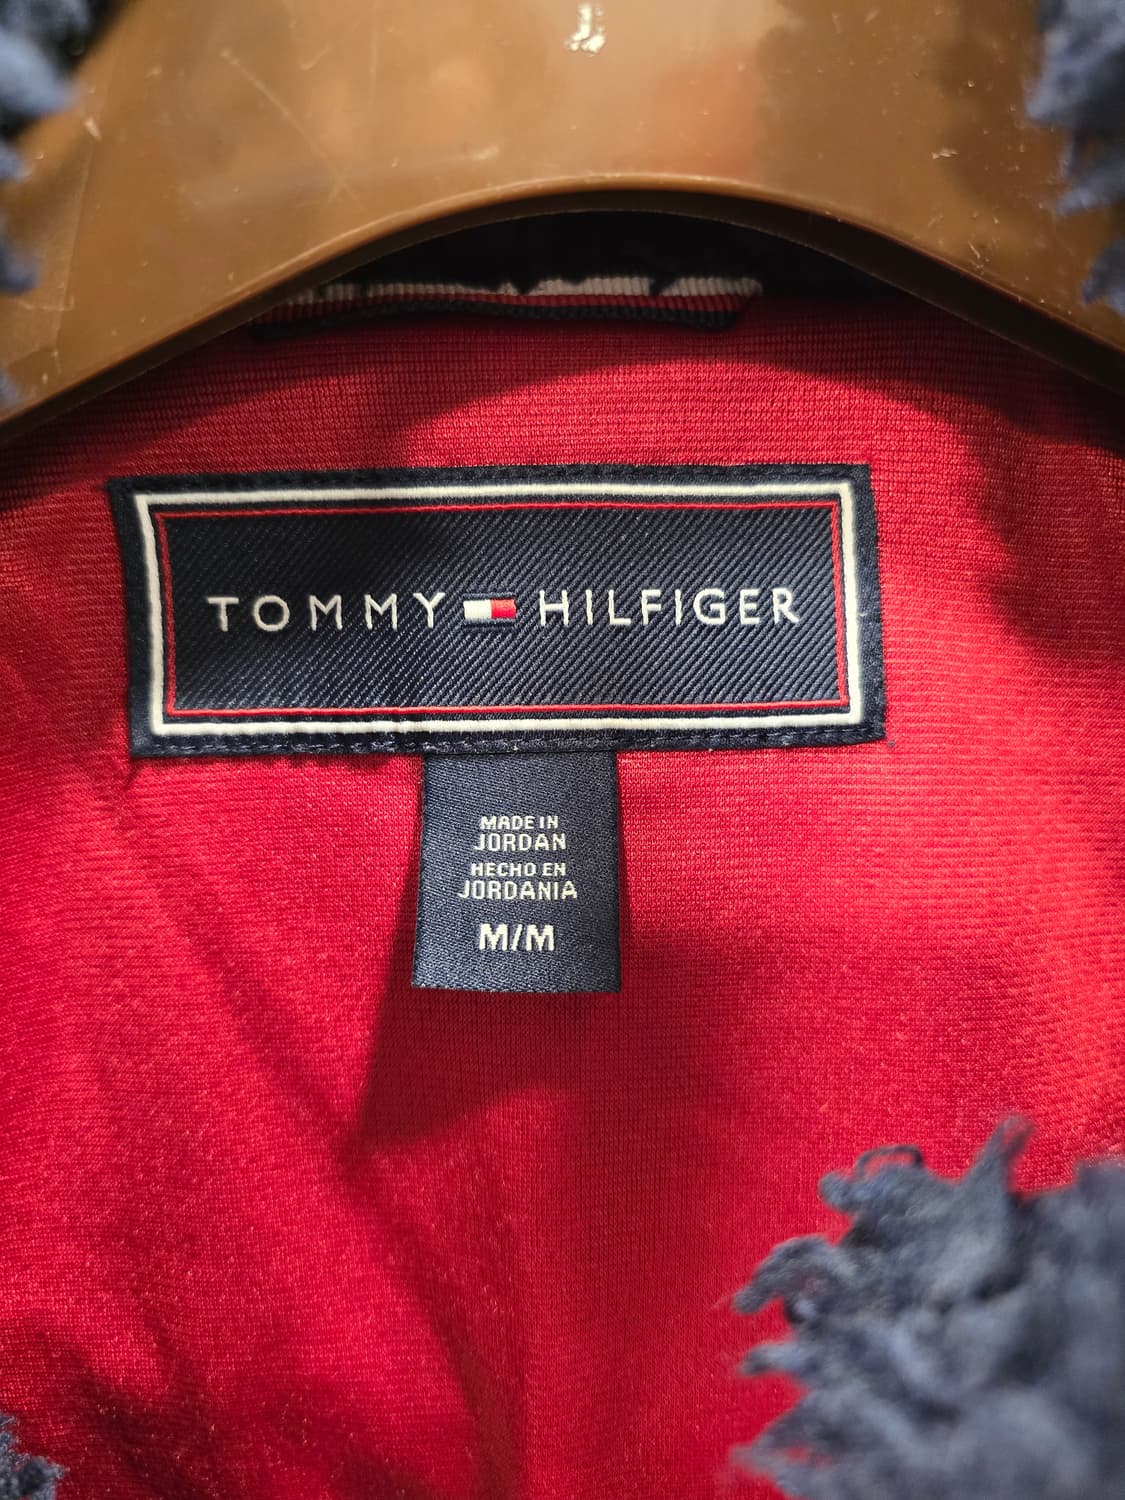 TOMMY HILFIGER
MADE IN
JORDAN
HECHO EN
JORDANIA
M/M